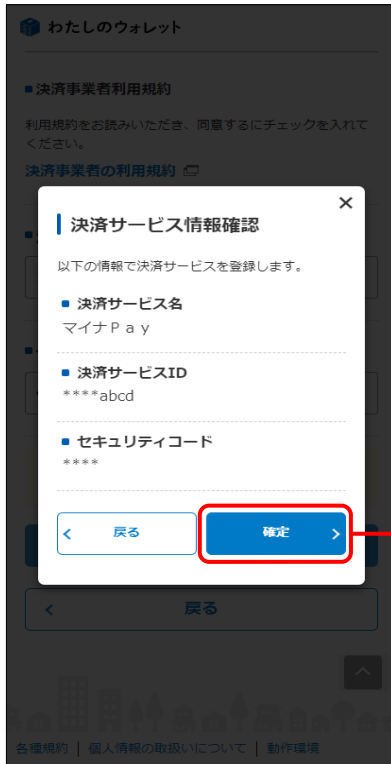 わたしのウォレット
■決済事業者利用規約
利用規約をお読みいただき、同意するにチェックを入れて
ください。
決済事業者の利用規約
×
決済サービス情報確認
以下の情報で決済サービスを登録します。
■ 決済サービス名
マイナPay
■ 決済サービスID
****abcd
■ セキュリティコード
****
< 戻る
確定 >
< 戻る
各種規約 | 個人情報の取扱いについて | 動作環境